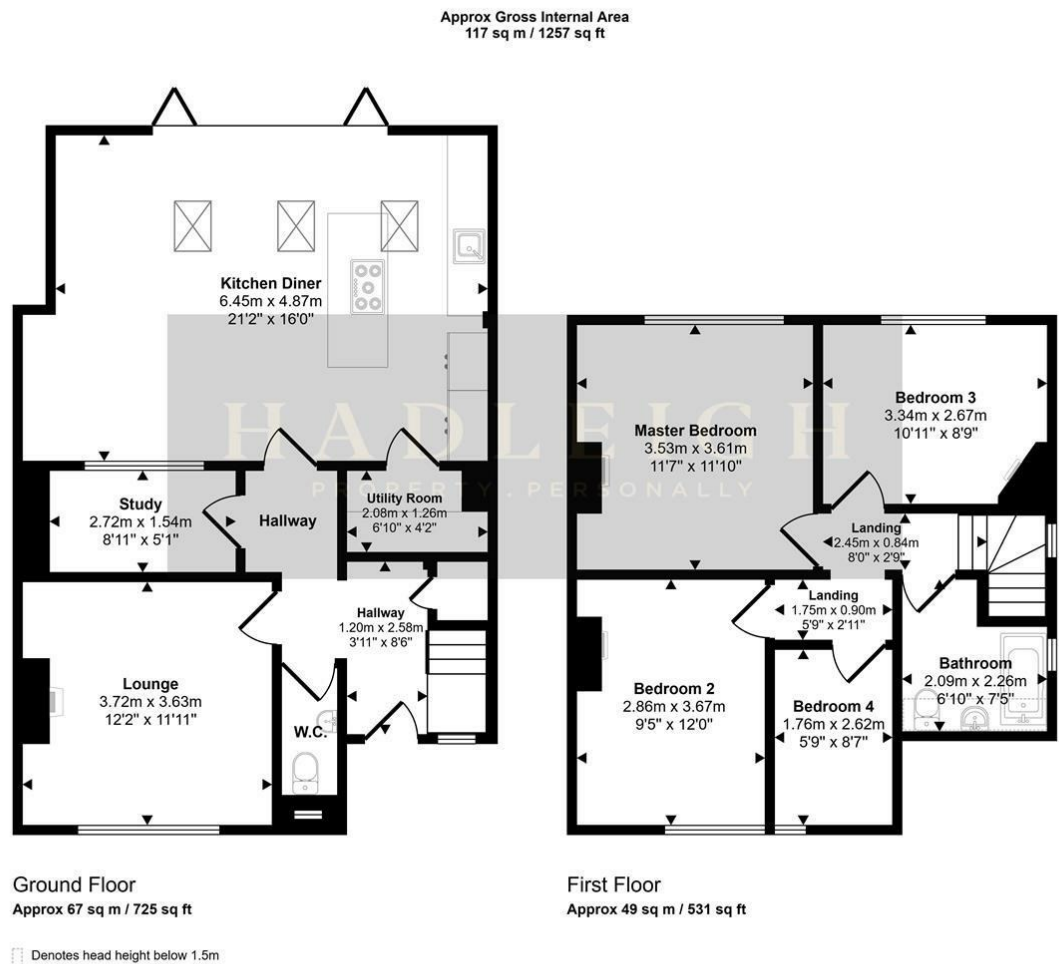 Approx Gross Internal Area
117 sq m / 1257 sq ft
Kitchen Diner
6.45m x 4.87m
21'2" x 16'0"
HADLEIGH
PROPERTY. PERSONALLY
Study
2.72m x 1.54m
8'11" x 5'1"
Hallway
Utility Room
2.08m x 1.26m
6'10" x 4'2"
Hallway
1.20m x 2.58m
3'11" x 8'6"
Lounge
3.72m x 3.63m
12'2" x 11'11"
W.C.
Master Bedroom
3.53m x 3.61m
11'7" x 11'10"
Bedroom 3
3.34m x 2.67m
10'11" x 8'9"
Landing
2.45m x 0.84m
8'0" x 2'9"
Landing
1.75m x 0.90m
5'9" x 2'11"
Bedroom 2
2.86m x 3.67m
9'5" x 12'0"
Bedroom 4
1.76m x 2.62m
5'9" x 8'7"
Bathroom
2.09m x 2.26m
6'10" x 7'5"
Ground Floor
Approx 67 sq m / 725 sq ft
First Floor
Approx 49 sq m / 531 sq ft
Denotes head height below 1.5m